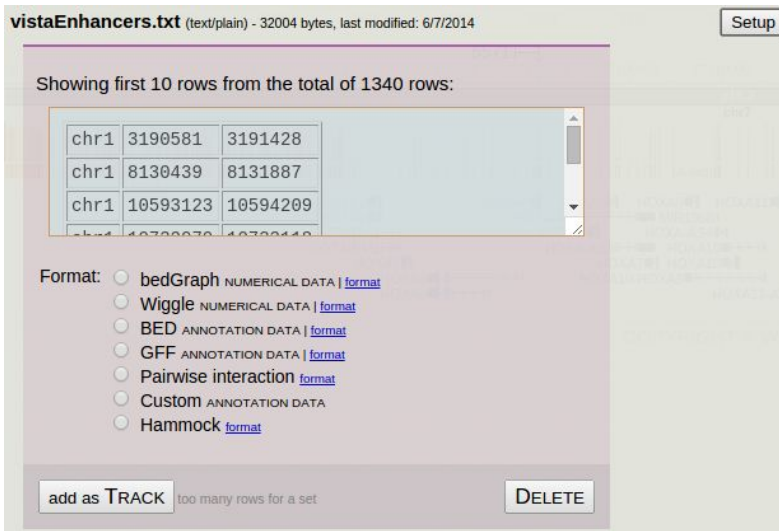 vistaEnhancers.txt (text/plain) - 32004 bytes, last modified: 6/7/2014
Setup
Showing first 10 rows from the total of 1340 rows:
chr1 3190581 3191428
chr1 8130439 8131887
chr1 10593123 10594209
Format:
bedGraph NUMERICAL DATA | format
Wiggle NUMERICAL DATA | format
BED ANNOTATION DATA | format
GFF ANNOTATION DATA | format
Pairwise interaction format
Custom ANNOTATION DATA
Hammock format
add as TRACK too many rows for a set
DELETE